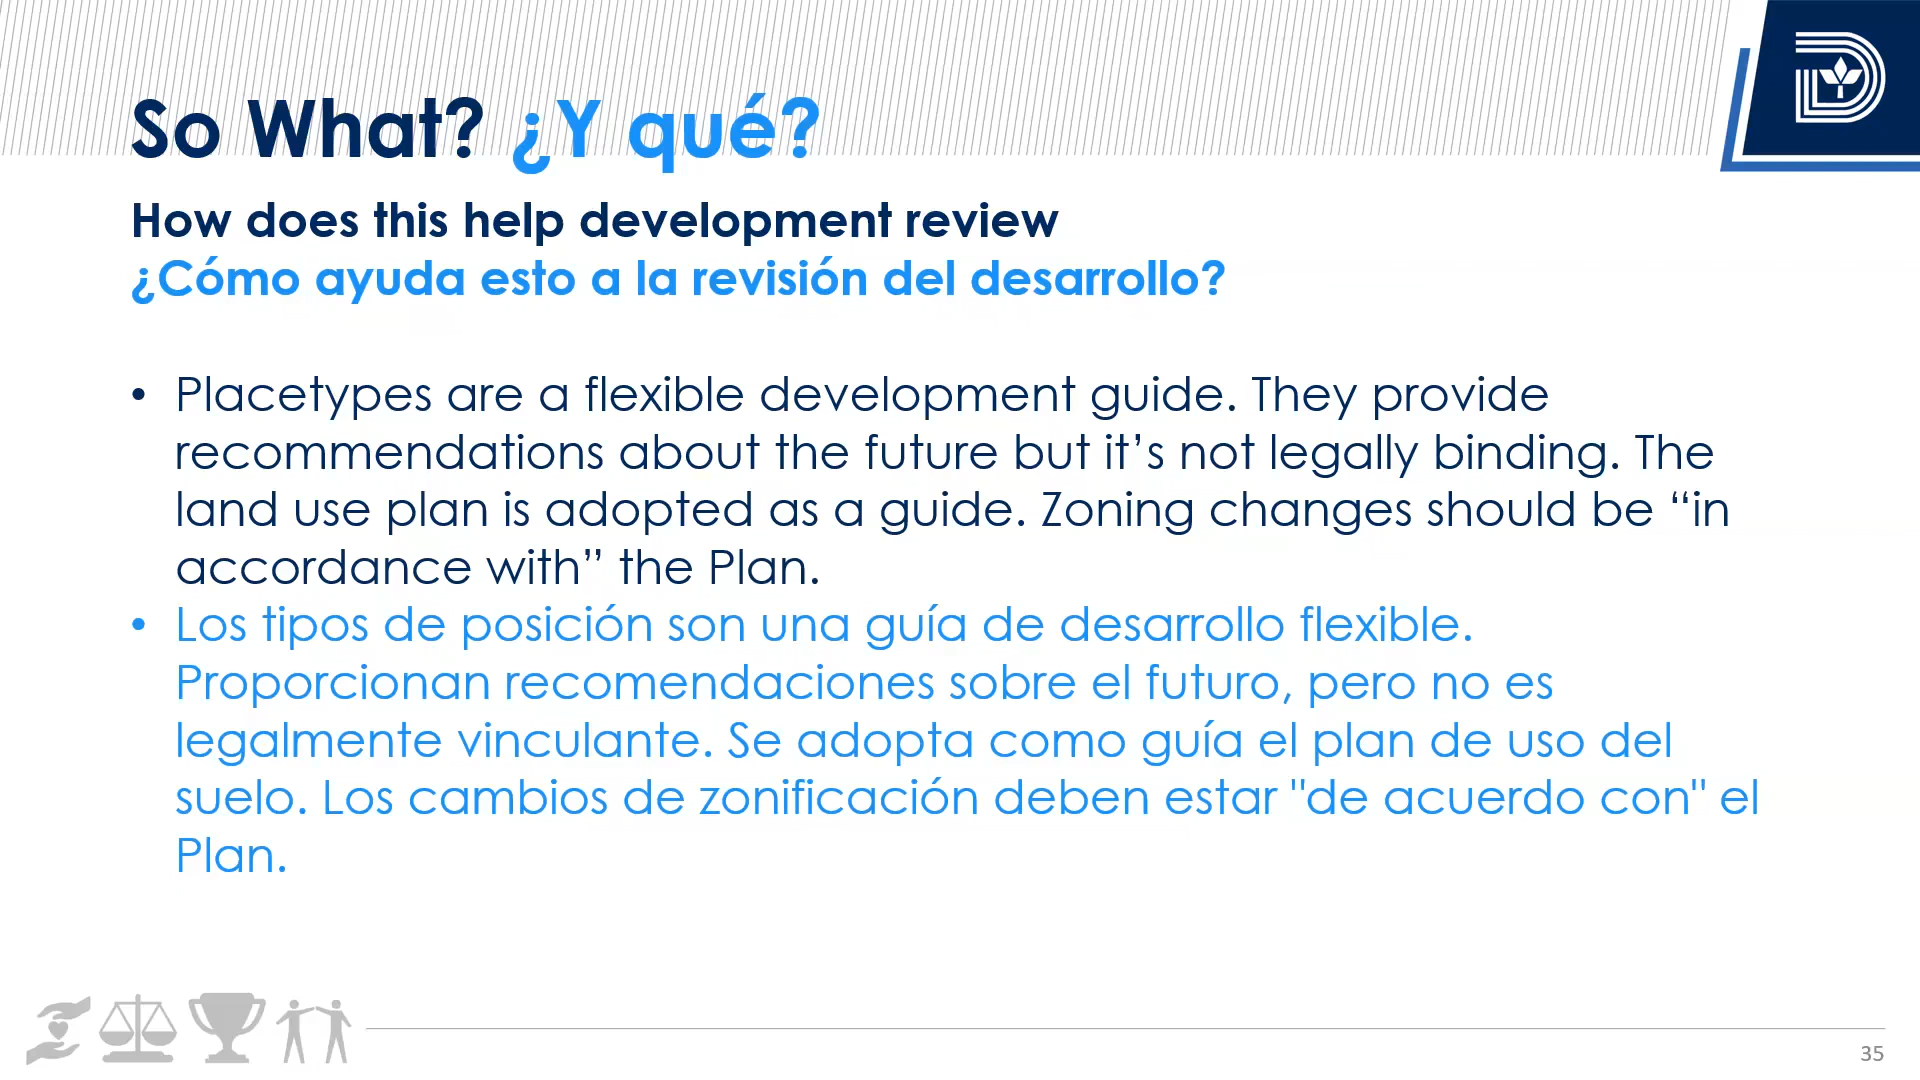 So What? ¿Y qué?
How does this help development review
¿Cómo ayuda esto a la revisión del desarrollo?
• Placetypes are a flexible development guide. They provide
recommendations about the future but it’s not legally binding. The
land use plan is adopted as a guide. Zoning changes should be “in
accordance with” the Plan.
• Los tipos de posición son una guía de desarrollo flexible.
Proporcionan recomendaciones sobre el futuro, pero no es
legalmente vinculante. Se adopta como guía el plan de uso del
suelo. Los cambios de zonificación deben estar "de acuerdo con" el
Plan.
35